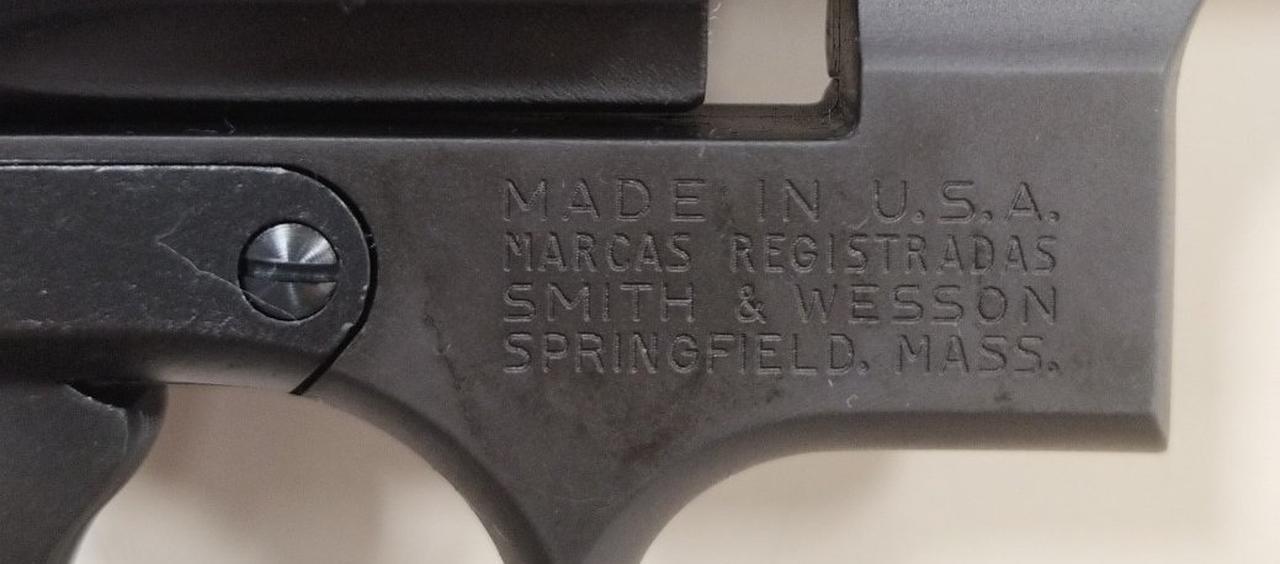 MADE IN U.S.A.
MARCAS REGISTRADAS
SMITH & WESSON
SPRINGFIELD. MASS.